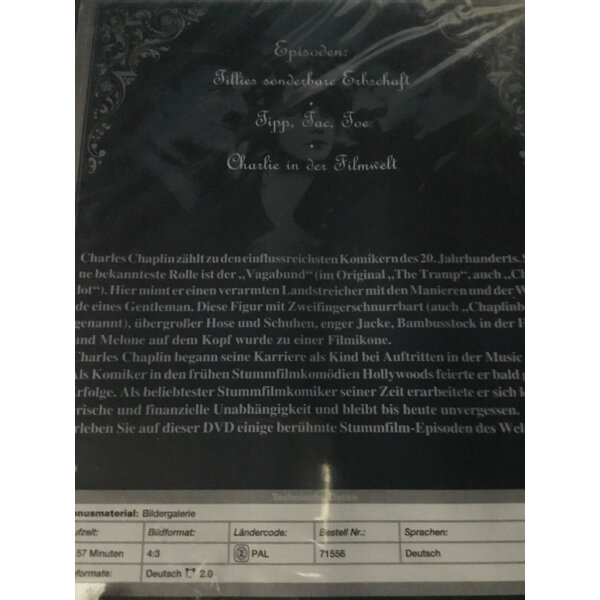 Episoden:
Tillies sonderbare Erbschaft
•
Tipp, Tac, Toe
•
Charlie in der Filmwelt
Charles Chaplin zählt zu den einflussreichsten Komikern des 20. Jahrhunderts. S
ne bekannteste Rolle ist der „Vagabund“ (im Original „The Tramp“, auch „Ch
lot“). Hier mimt er einen verarmten Landstreicher mit den Manieren und der W
de eines Gentleman. Diese Figur mit Zweifingerschnurrbart (auch „Chaplinb
genannt), übergroßer Hose und Schuhen, enger Jacke, Bambusstock in der H
und Melone auf dem Kopf wurde zu einer Filmikone.
Charles Chaplin begann seine Karriere als Kind bei Auftritten in der Music
Als Komiker in den frühen Stummfilmkomödien Hollywoods feierte er bald g
Erfolge. Als beliebtester Stummfilmkomiker seiner Zeit erarbeitete er sich k
erische und finanzielle Unabhängigkeit und bleibt bis heute unvergessen.
rleben Sie auf dieser DVD einige berühmte Stummfilm-Episoden des Welt
Technische Daten
onusmaterial: Bildergalerie
ufzeit: Bildformat: Ländercode: Bestell Nr.: Sprachen:
57 Minuten 4:3 PAL 71556 Deutsch
nformate: Deutsch 2.0